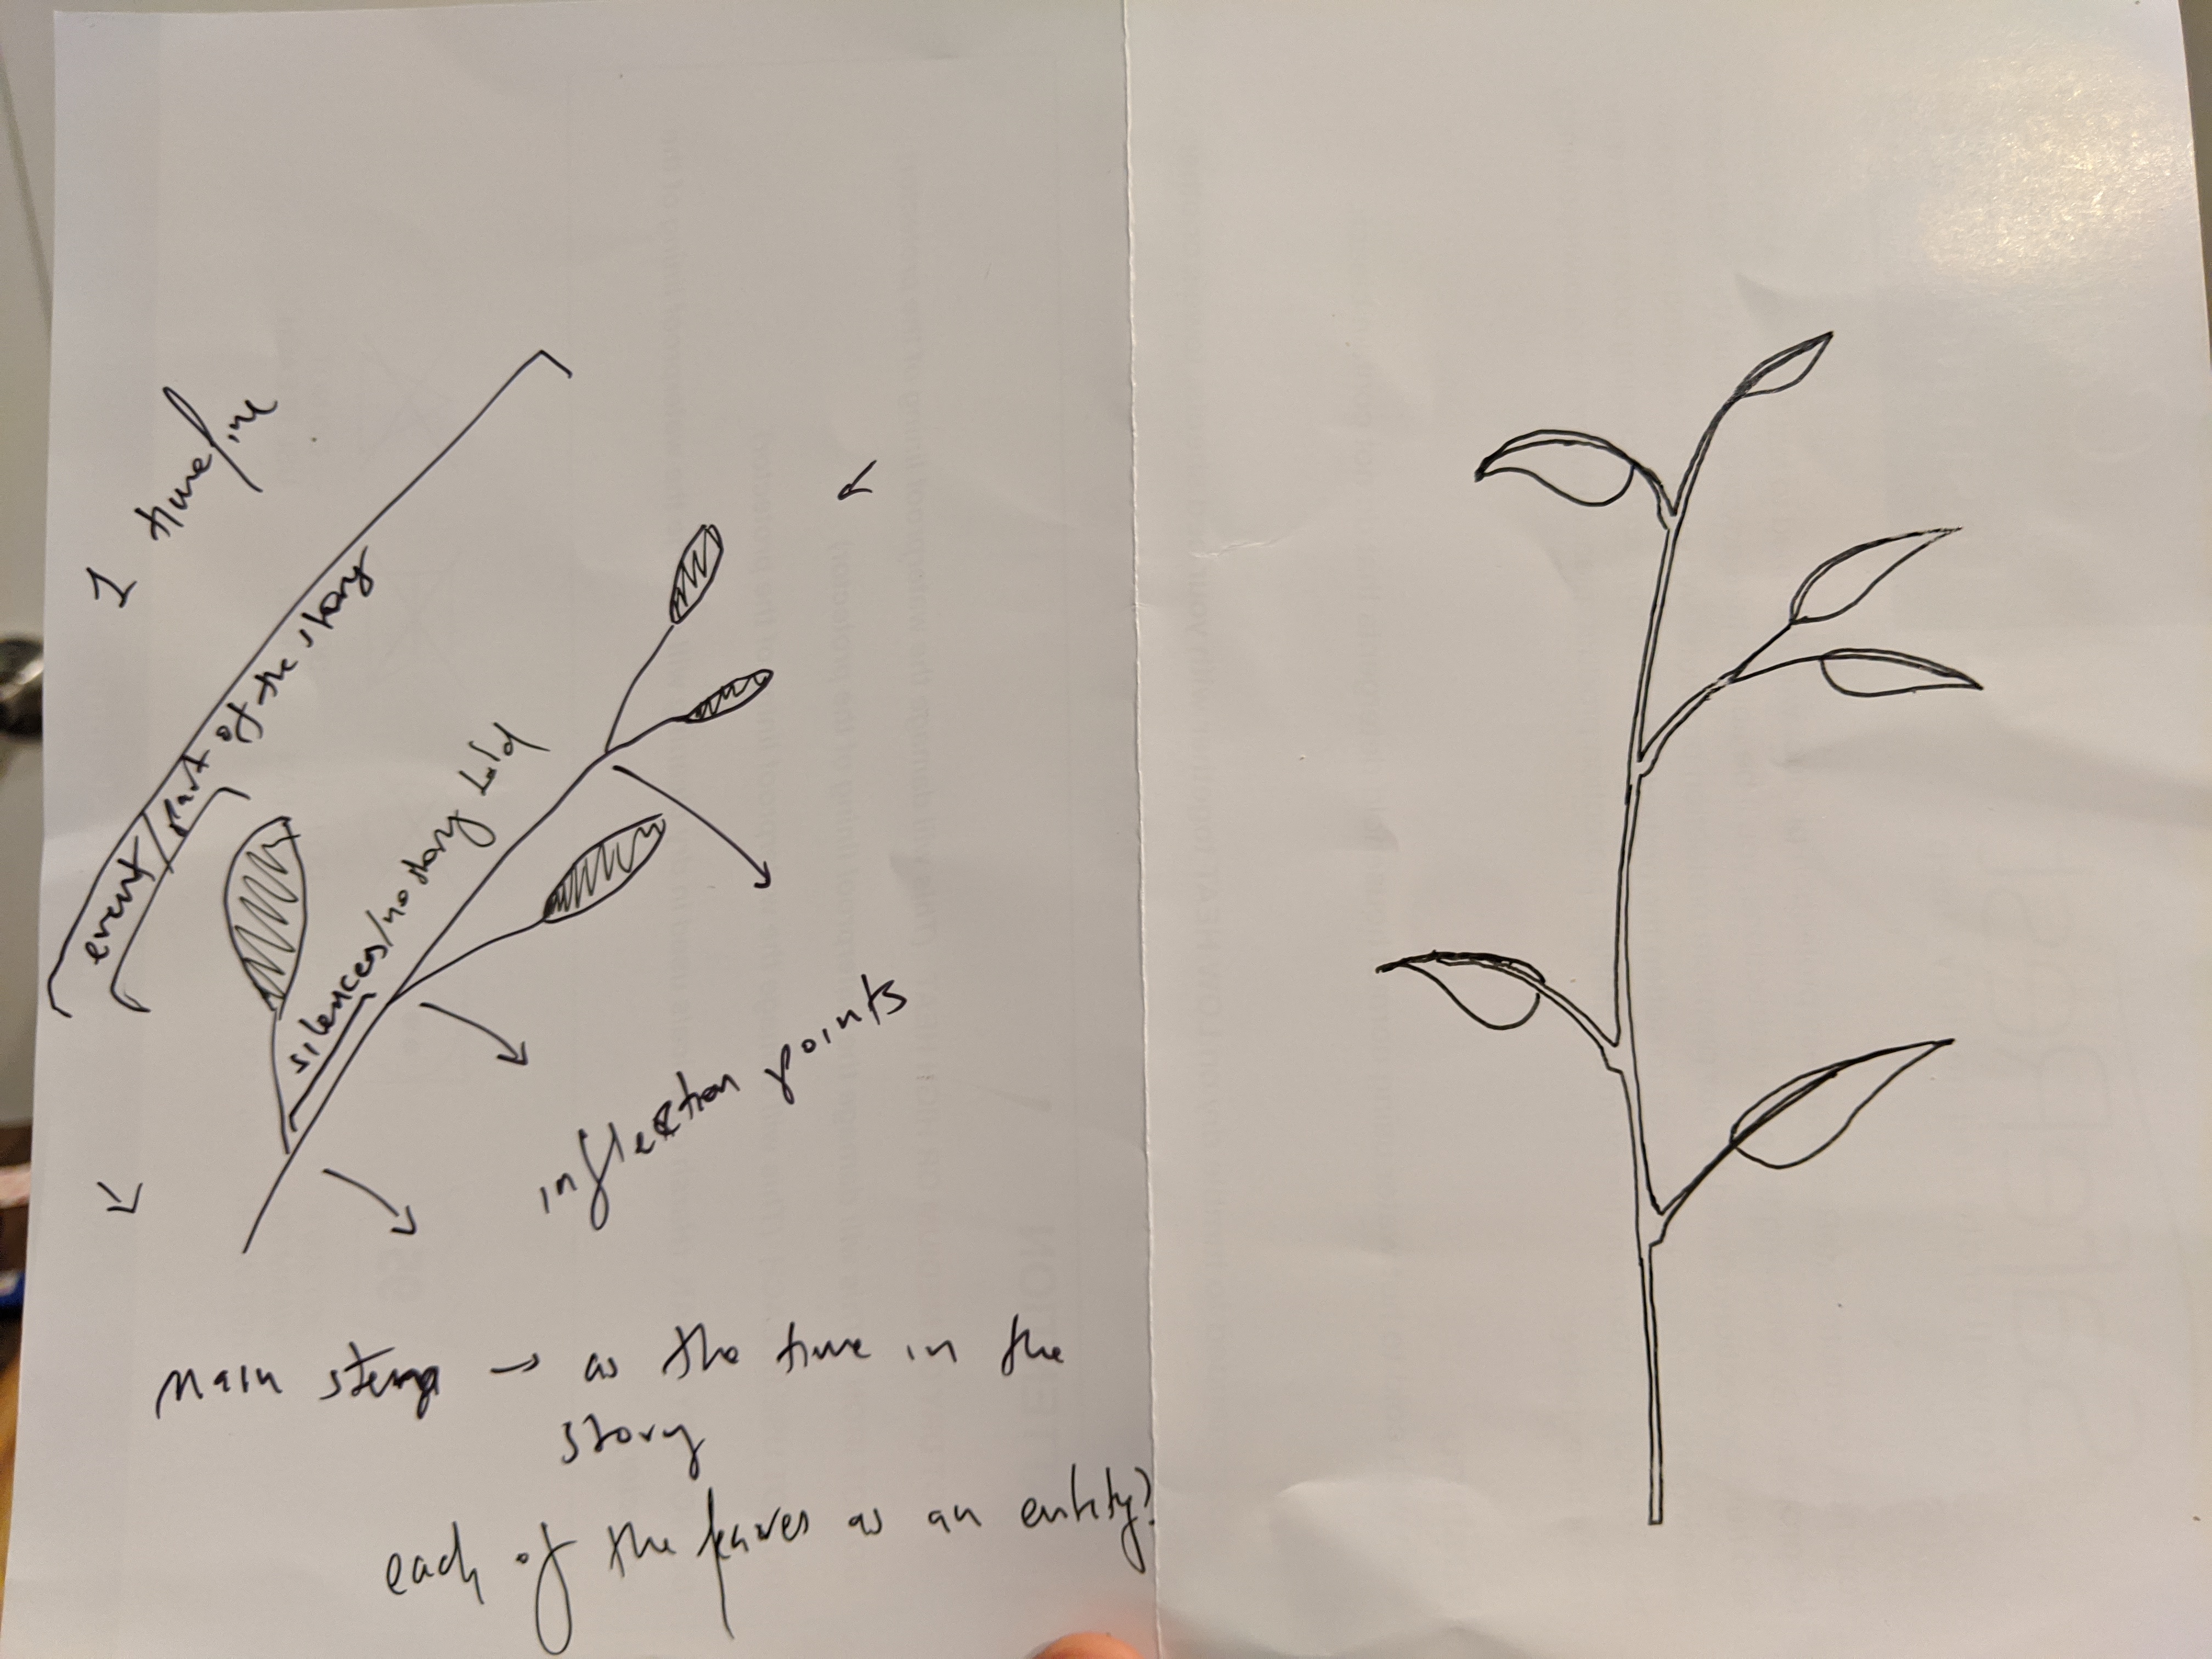 1 timeline
event/part of the story
silences/no story told
inflection points
main stem → as the time in the
story
each of the leaves as an entity?